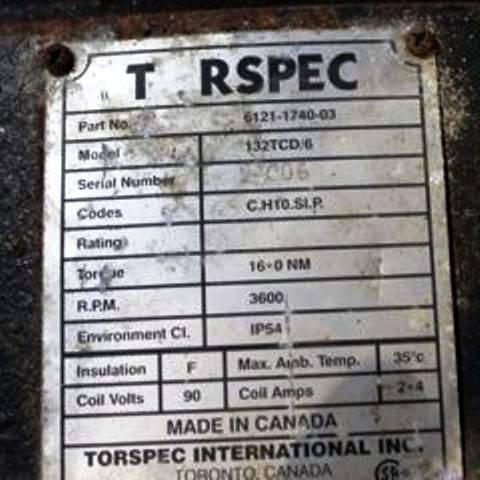 T RSPEC
Part No. 6121-1740-03
Model 132TCD/6
Serial Number
Codes C.H10.SI.P.
Rating
Torque 16·0 NM
R.P.M. 3600
Environment Cl. IP54
Insulation F Max. Amb. Temp. 35°c
Coil Volts 90 Coil Amps 2·4
MADE IN CANADA
TORSPEC INTERNATIONAL INC.
TORONTO, CANADA